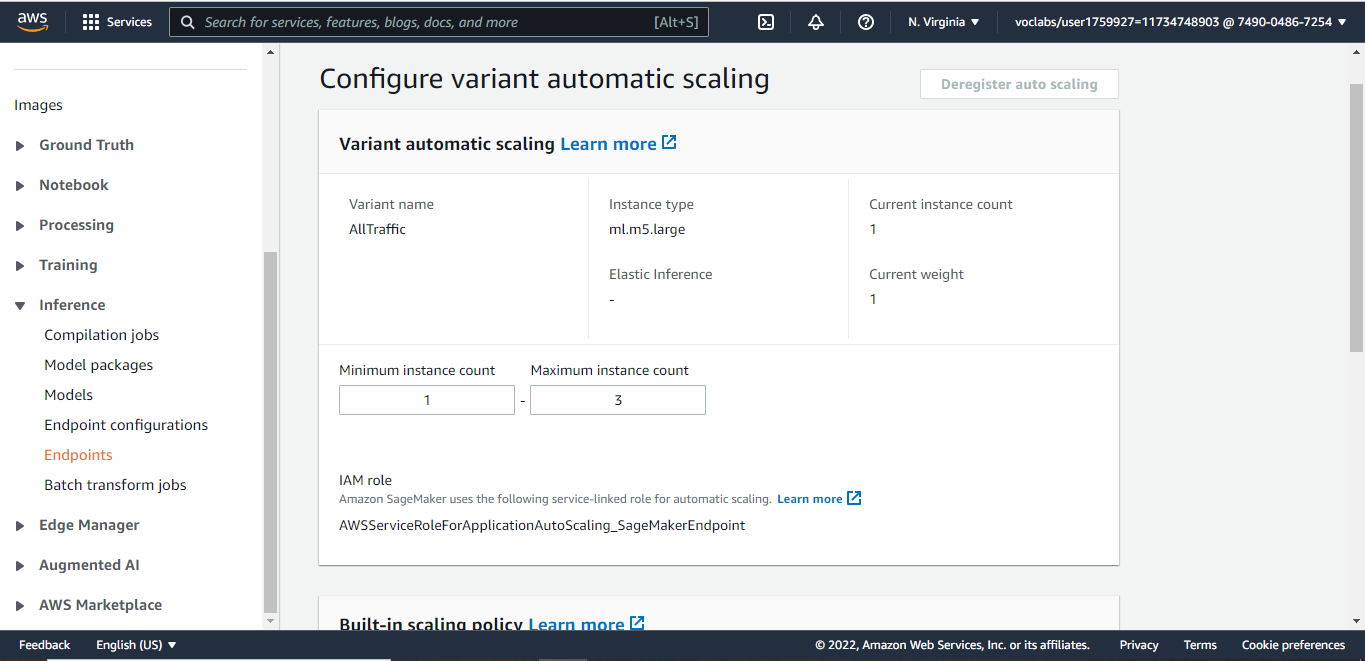 aws
Services
Search for services, features, blogs, docs, and more
[Alt+S]
N. Virginia
voclabs/user1759927=11734748903 @ 7490-0486-7254
Images
Ground Truth
Notebook
Processing
Training
Inference
Compilation jobs
Model packages
Models
Endpoint configurations
Endpoints
Batch transform jobs
Edge Manager
Augmented AI
AWS Marketplace
Configure variant automatic scaling
Deregister auto scaling
Variant automatic scaling Learn more
Variant name
AllTraffic
Instance type
ml.m5.large
Elastic Inference
-
Current instance count
1
Current weight
1
Minimum instance count
Maximum instance count
1 - 3
IAM role
Amazon SageMaker uses the following service-linked role for automatic scaling. Learn more
AWSServiceRoleForApplicationAutoScaling_SageMakerEndpoint
Built-in scaling policy Learn more
Feedback
English (US)
© 2022, Amazon Web Services, Inc. or its affiliates.
Privacy
Terms
Cookie preferences